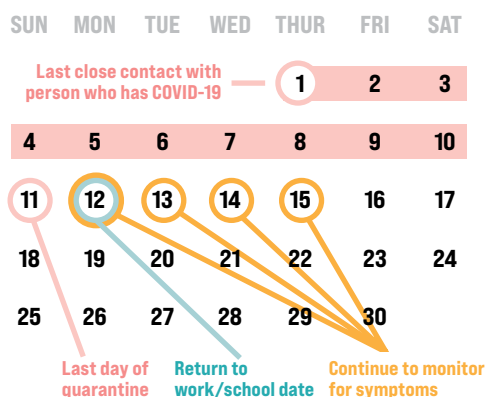 SUN MON TUE WED THUR FRI SAT
Last close contact with
person who has COVID-19
1 2 3
4 5 6 7 8 9 10
11 12 13 14 15 16 17
18 19 20 21 22 23 24
25 26 27 28 29 30
Last day of
quarantine
Return to
work/school date
Continue to monitor
for symptoms